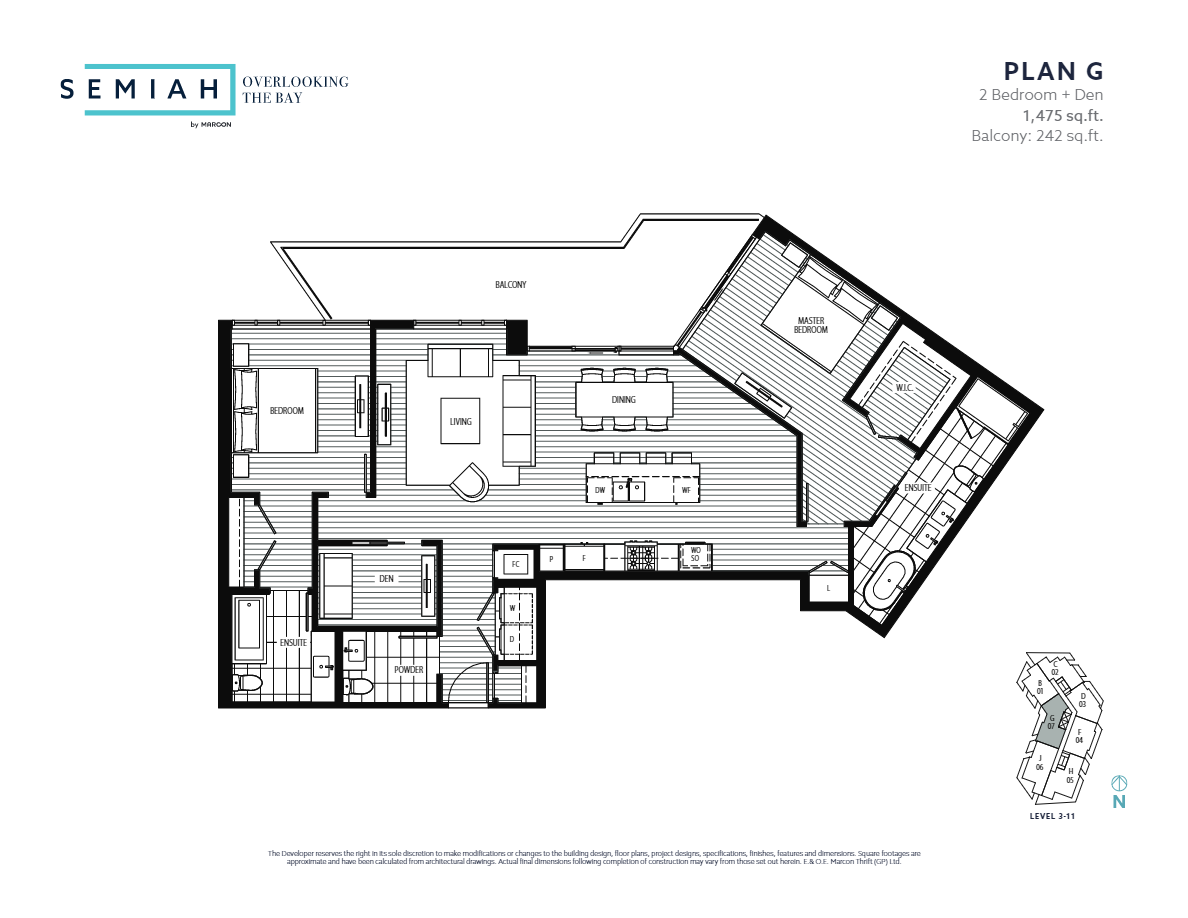 SEMIAH
by MARCON
OVERLOOKING
THE BAY
PLAN G
2 Bedroom + Den
1,475 sq.ft.
Balcony: 242 sq.ft.
BALCONY
MASTER
BEDROOM
W.I.C.
BEDROOM
LIVING
DINING
DW
WF
ENSUITE
P
F
WO
SO
FC
DEN
L
W
D
ENSUITE
POWDER
C
02
B
01
D
03
G
07
F
04
J
06
H
05
N
LEVEL 3-11
The Developer reserves the right in its sole discretion to make modifications or changes to the building design, floor plans, project designs, specifications, finishes, features and dimensions. Square footages are
approximate and have been calculated from architectural drawings. Actual final dimensions following completion of construction may vary from those set out herein. E.& O.E. Marcon Thrift (GP) Ltd.